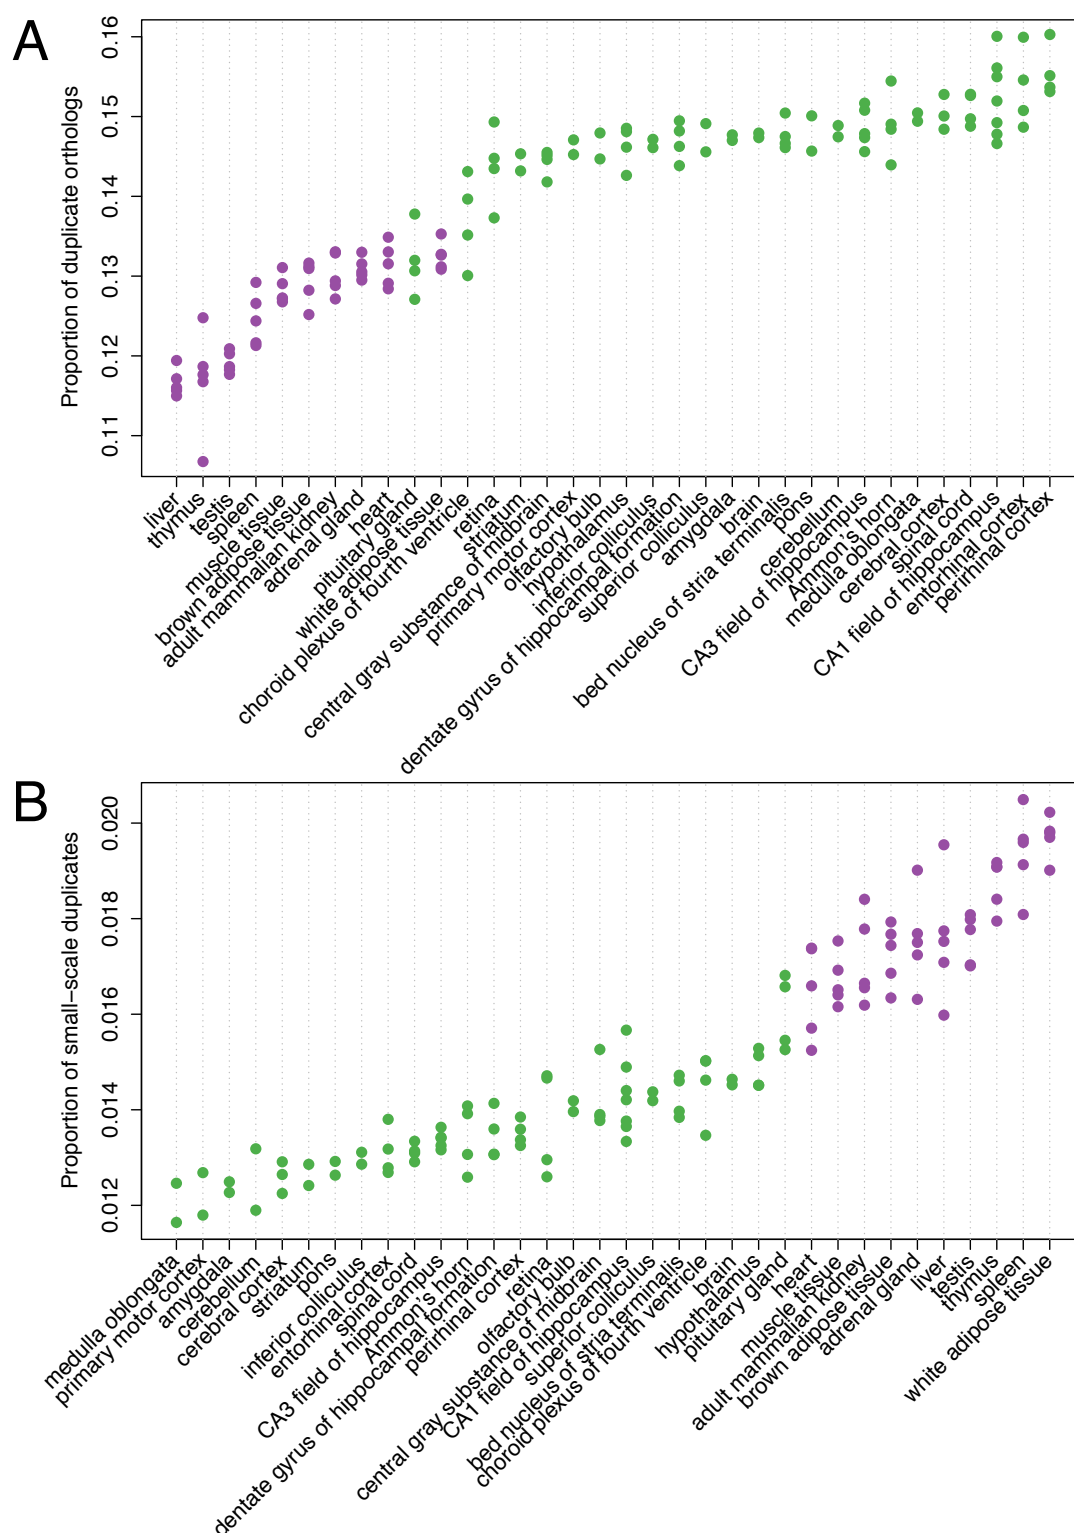 A
Proportion of duplicate orthologs
0.16
0.15
0.14
0.13
0.12
0.11
liver
thymus
testis
spleen
muscle tissue
brown adipose tissue
adult mammalian kidney
adrenal gland
heart
pituitary gland
white adipose tissue
choroid plexus of fourth ventricle
retina
striatum
central gray substance of midbrain
primary motor cortex
olfactory bulb
hypothalamus
inferior colliculus
dentate gyrus of hippocampal formation
superior colliculus
amygdala
brain
bed nucleus of stria terminalis
pons
cerebellum
CA3 field of hippocampus
Ammon's horn
medulla oblongata
cerebral cortex
spinal cord
CA1 field of hippocampus
entorhinal cortex
perirhinal cortex
B
Proportion of small−scale duplicates
0.020
0.018
0.016
0.014
0.012
medulla oblongata
primary motor cortex
amygdala
cerebellum
cerebral cortex
striatum
pons
inferior colliculus
entorhinal cortex
spinal cord
CA3 field of hippocampus
Ammon's horn
dentate gyrus of hippocampal formation
perirhinal cortex
retina
olfactory bulb
central gray substance of midbrain
CA1 field of hippocampus
superior colliculus
bed nucleus of stria terminalis
choroid plexus of fourth ventricle
brain
hypothalamus
pituitary gland
heart
muscle tissue
adult mammalian kidney
brown adipose tissue
adrenal gland
liver
testis
thymus
spleen
white adipose tissue